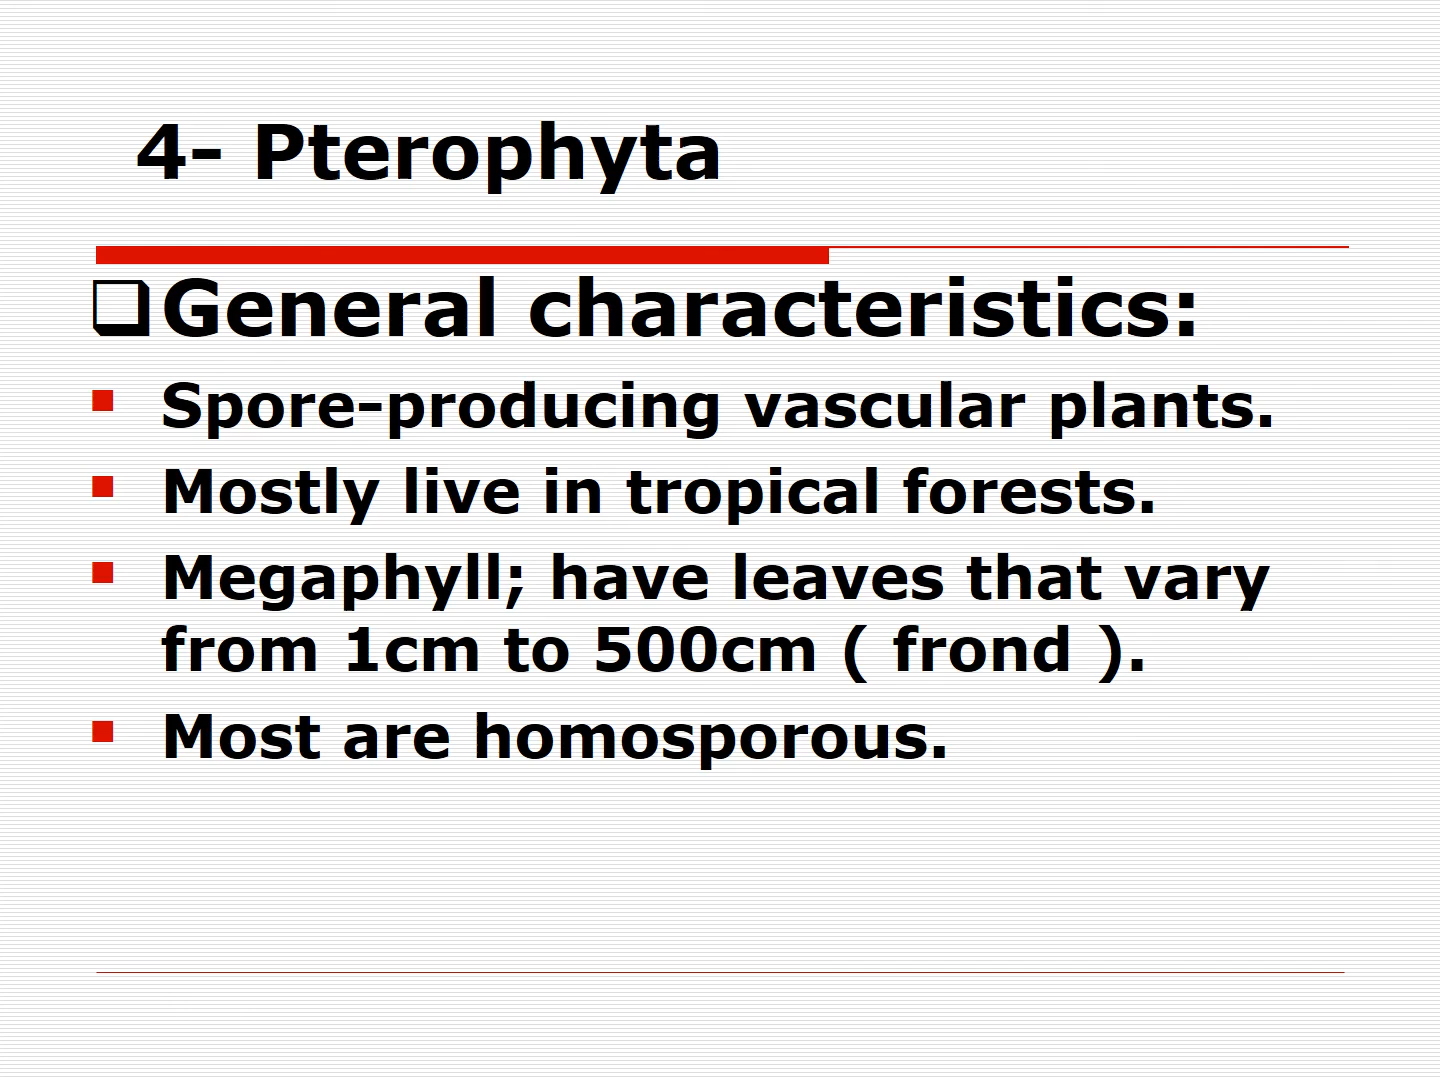 4- Pterophyta
❑General characteristics:
▪ Spore-producing vascular plants.
▪ Mostly live in tropical forests.
▪ Megaphyll; have leaves that vary
from 1cm to 500cm ( frond ).
▪ Most are homosporous.